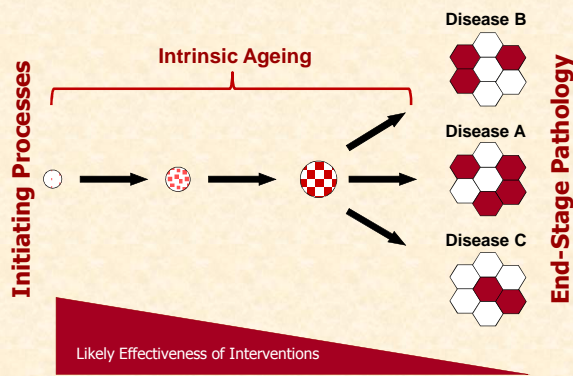 Initiating Processes
Intrinsic Ageing
Disease B
Disease A
Disease C
End-Stage Pathology
Likely Effectiveness of Interventions